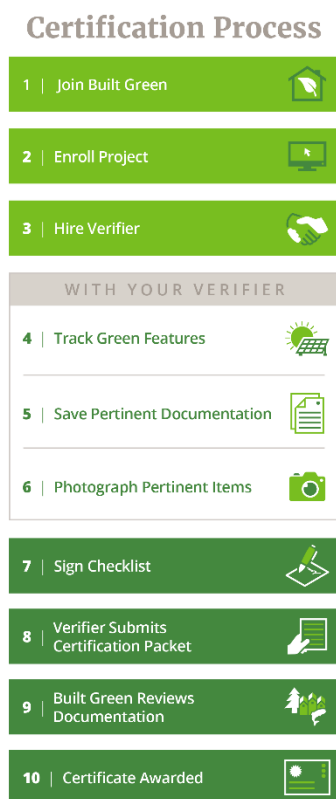 Certification Process
1 | Join Built Green
2 | Enroll Project
3 | Hire Verifier
WITH YOUR VERIFIER
4 | Track Green Features
5 | Save Pertinent Documentation
6 | Photograph Pertinent Items
7 | Sign Checklist
8 | Verifier Submits
Certification Packet
9 | Built Green Reviews
Documentation
10 | Certificate Awarded